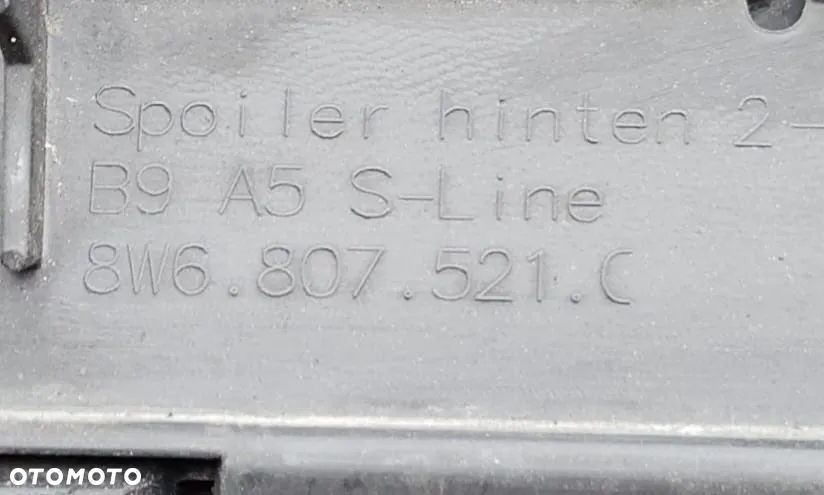 Spoiler hinten 2-
B9 A5 S-Line
8W6.807.521.C
OTOMOTO